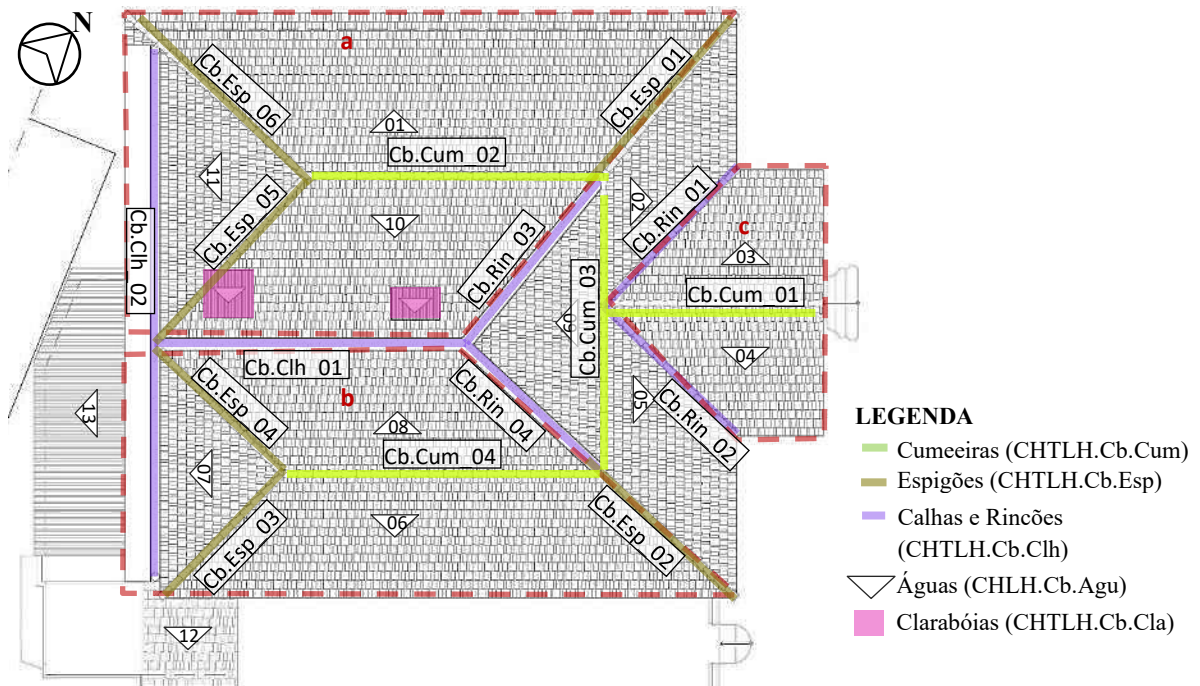 N
a
Cb.Esp_06
Cb.Esp_01
01
Cb.Cum_02
11
Cb.Esp_05
02
Cb.Rin_01
10
c
Cb.Clh_02
Cb.Rin_03
03
Cb.Cum_01
09
Cb.Cum_03
04
Cb.Clh_01
b
Cb.Esp_04
Cb.Rin_04
05
Cb.Rin_02
13
08
Cb.Cum_04
07
06
Cb.Esp_03
Cb.Esp_02
12
LEGENDA
Cumeeiras (CHTLH.Cb.Cum)
Espigões (CHTLH.Cb.Esp)
Calhas e Rincões
(CHTLH.Cb.Clh)
Águas (CHLH.Cb.Agu)
Clarabóias (CHTLH.Cb.Cla)